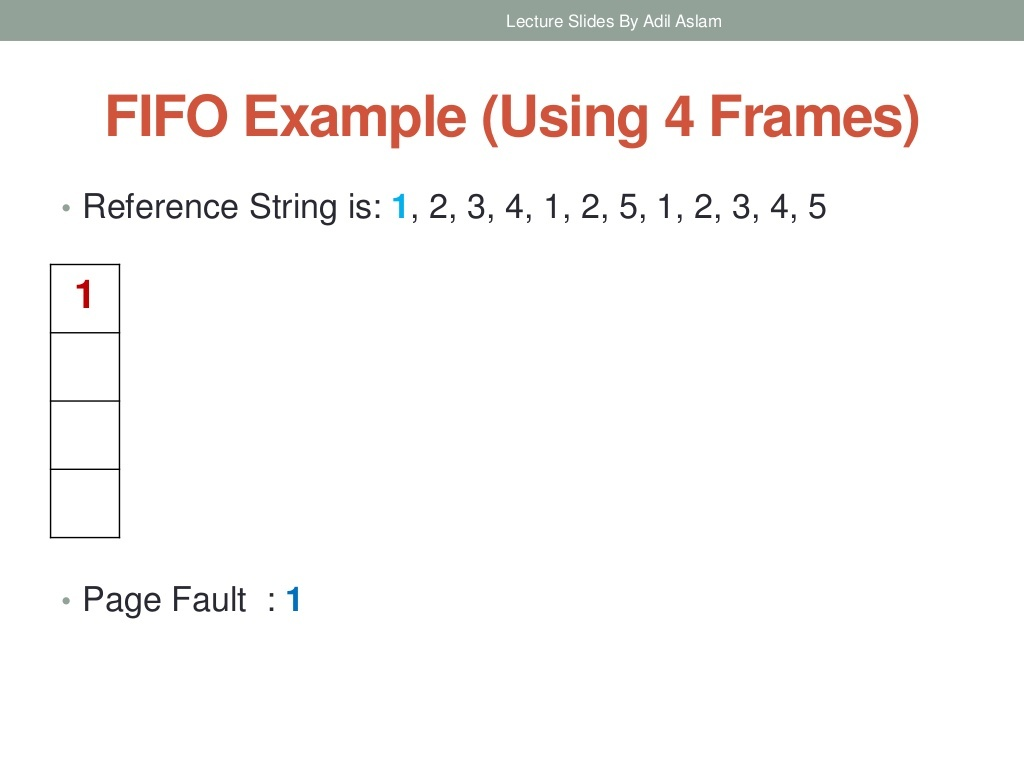 Lecture Slides By Adil Aslam
FIFO Example (Using 4 Frames)
• Reference String is: 1, 2, 3, 4, 1, 2, 5, 1, 2, 3, 4, 5
1
• Page Fault : 1